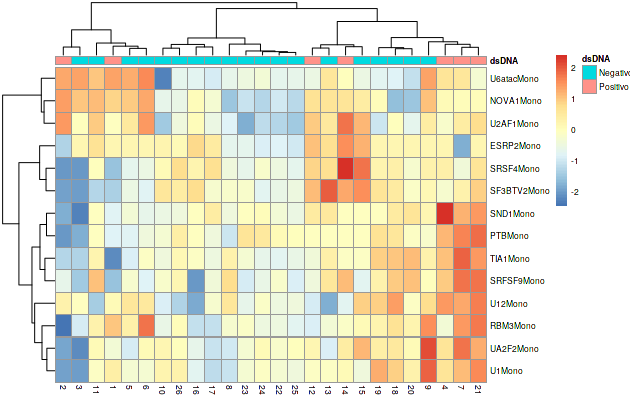 dsDNA
U6atacMono
NOVA1Mono
U2AF1Mono
ESRP2Mono
SRSF4Mono
SF3BTV2Mono
SND1Mono
PTBMono
TIA1Mono
SRFSF9Mono
U12Mono
RBM3Mono
UA2F2Mono
U1Mono
2 3 11 1 5 6 10 26 16 17 8 23 24 22 25 12 13 14 15 19 18 20 9 4 7 21
2
1
0
-1
-2
dsDNA
Negativo
Positivo